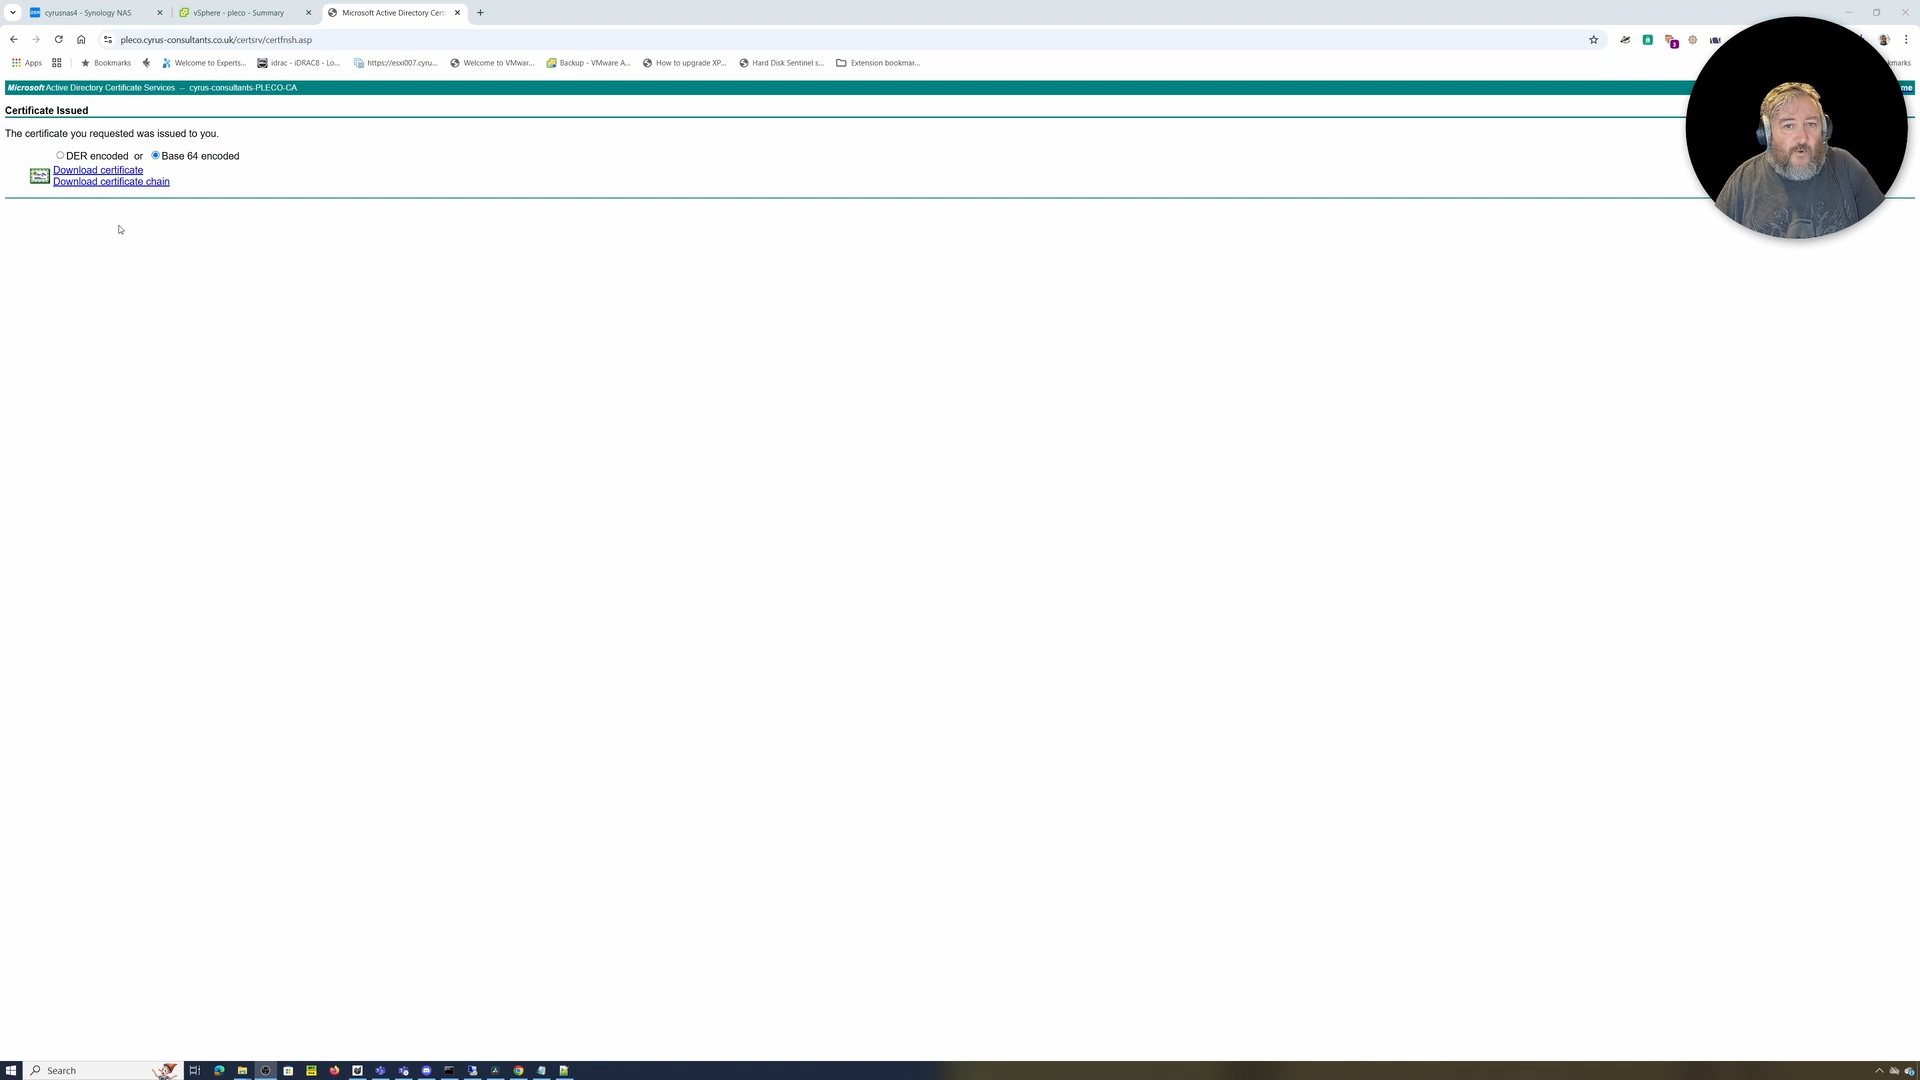 cyrusnas4 - Synology NAS
vSphere - pleco - Summary
Microsoft Active Directory Cert
pleco.cyrus-consultants.co.uk/certsrv/certfnsh.asp
3
Apps
Bookmarks
Welcome to Experts...
idrac - iDRAC8 - Lo...
https://esxi007.cyru...
Welcome to VMwar...
Backup - VMware A...
How to upgrade XP...
Hard Disk Sentinel s...
Extension bookmar...
kmarks
Microsoft Active Directory Certificate Services -- cyrus-consultants-PLECO-CA
me
Certificate Issued
The certificate you requested was issued to you.
DER encoded or Base 64 encoded
Download certificate
Download certificate chain
Search